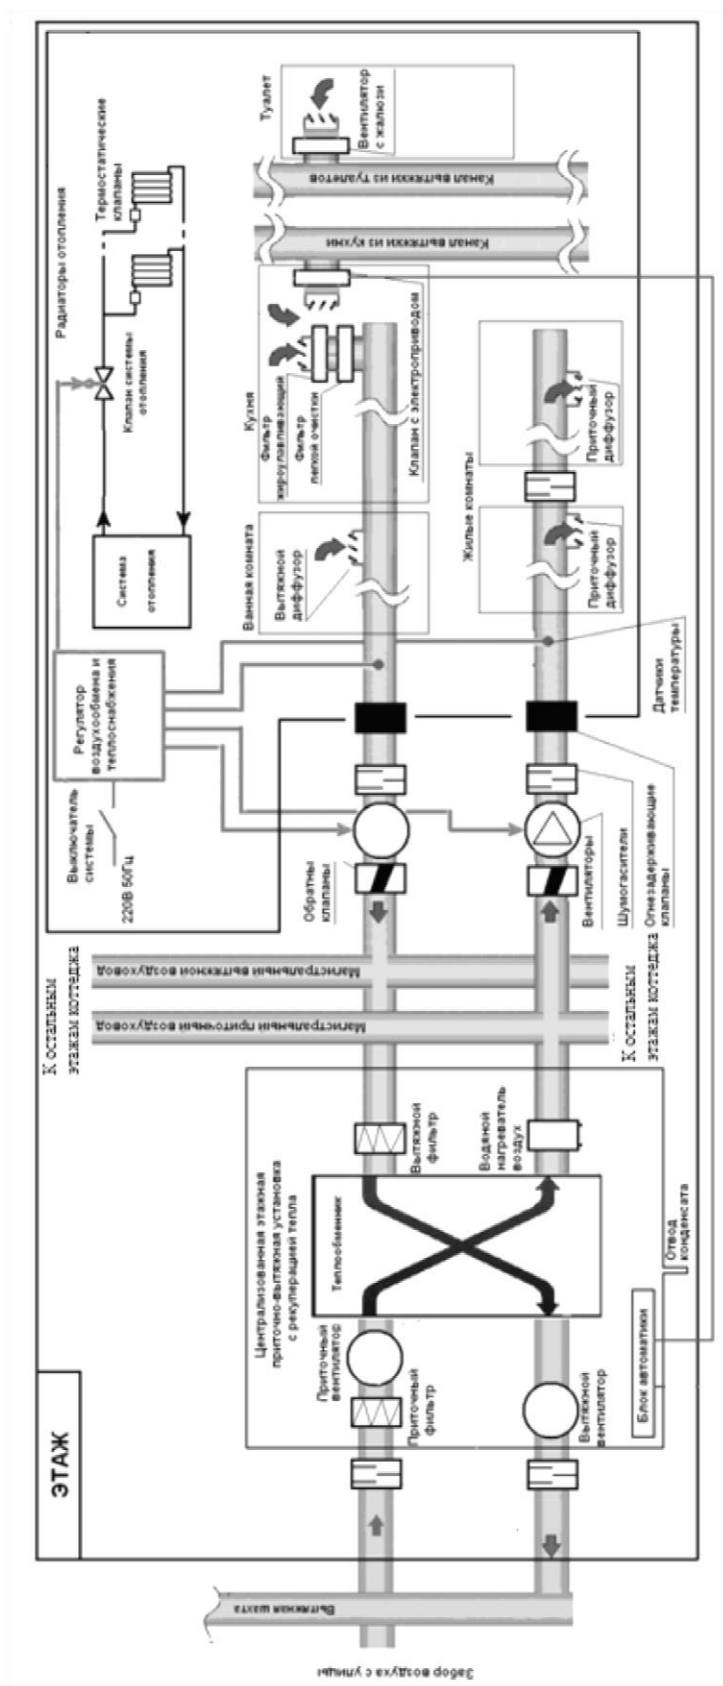 ЭТАЖ
Выключатель
системы
220В 50Гц
Регулятор
воздухообмена и
теплоснабжения
Система
отопления
Клапан системы
отопления
Радиаторы отопления
Термостатические
клапаны
К остальным
этажам коттеджа
Магистральный вытяжной воздуховод
Магистральный приточный воздуховод
К остальным
этажам коттеджа
Обратные
клапаны
Ванная комната
Вытяжной
диффузор
Кухня
Фильтр
жироулавливающий
Фильтр
легкой очистки
Клапан с электроприводом
Канал вытяжки из кухни
Туалет
Вентилятор
с жалюзи
Канал вытяжки из туалетов
Жилые комнаты
Приточный
диффузор
Приточный
диффузор
Вентиляторы
Шумогасители
Огнезадерживающие
клапаны
Датчики
температуры
Централизованная этажная
приточно-вытяжная установка
с рекуперацией тепла
Приточный
вентилятор
Приточный
фильтр
Теплообменник
Вытяжной
фильтр
Водяной
нагреватель
воздух
Вытяжной
вентилятор
Блок автоматики
Отвод
конденсата
Вытяжная шахта
Забор воздуха с улицы